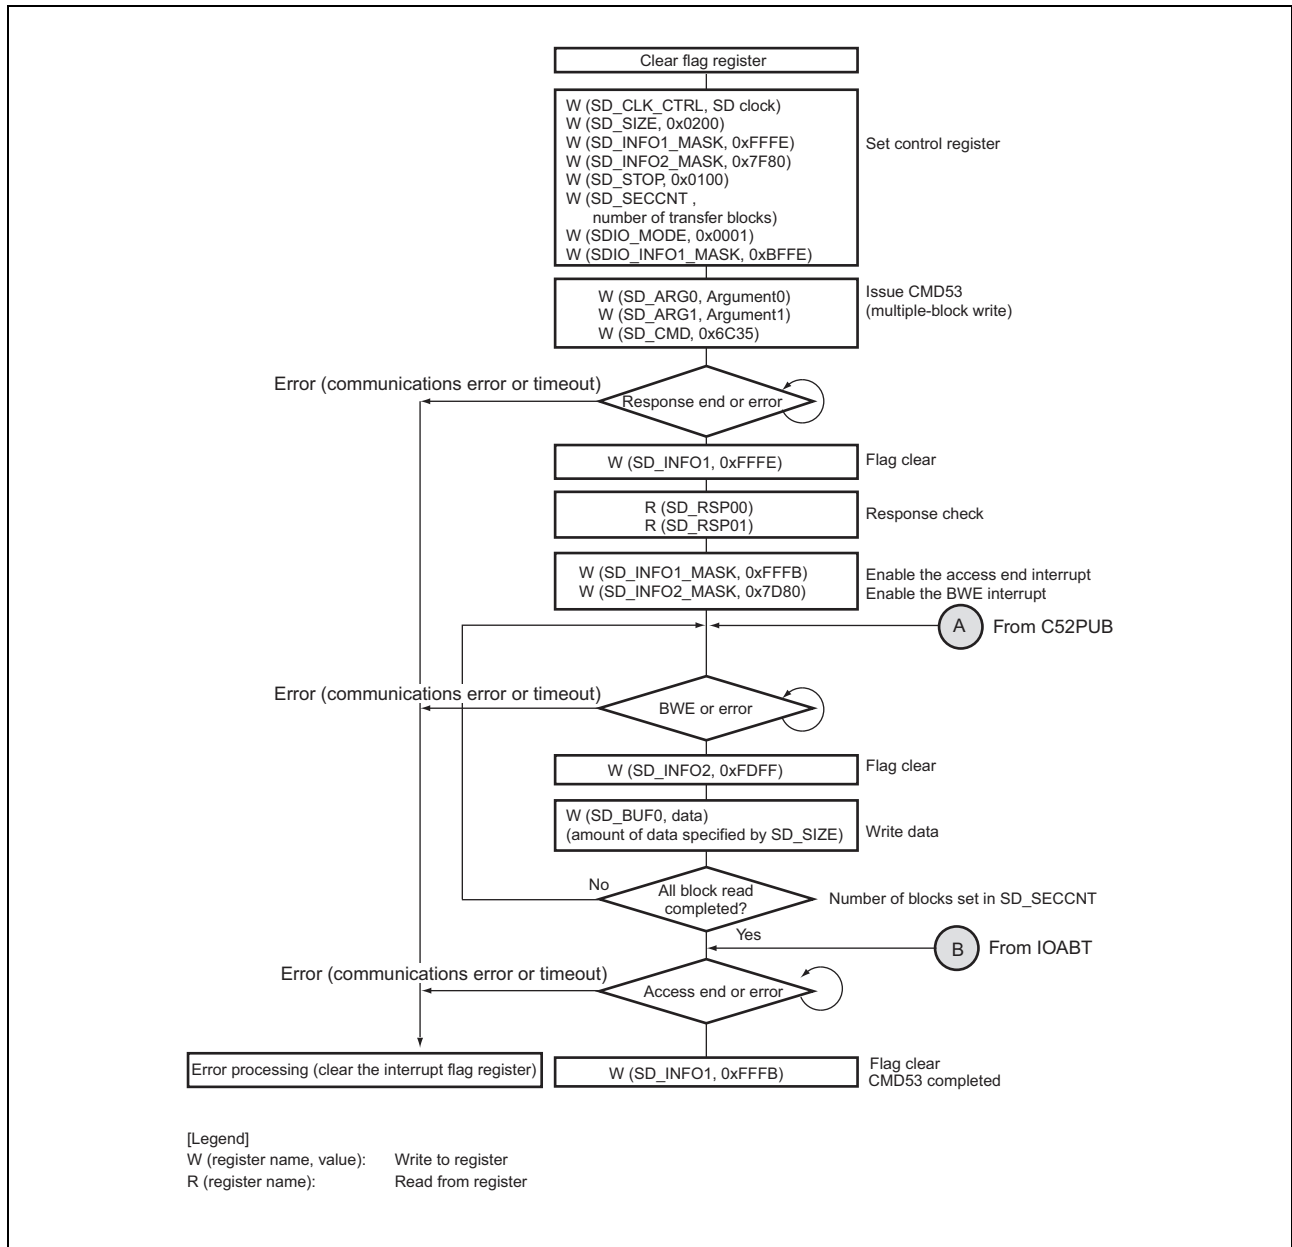 Clear flag register
W (SD_CLK_CTRL, SD clock)
W (SD_SIZE, 0x0200)
W (SD_INFO1_MASK, 0xFFFE)
W (SD_INFO2_MASK, 0x7F80)
W (SD_STOP, 0x0100)
W (SD_SECCNT ,
number of transfer blocks)
W (SDIO_MODE, 0x0001)
W (SDIO_INFO1_MASK, 0xBFFE)
Set control register
W (SD_ARG0, Argument0)
W (SD_ARG1, Argument1)
W (SD_CMD, 0x6C35)
Issue CMD53
(multiple-block write)
Error (communications error or timeout)
Response end or error
W (SD_INFO1, 0xFFFE)
Flag clear
R (SD_RSP00)
R (SD_RSP01)
Response check
W (SD_INFO1_MASK, 0xFFFB)
W (SD_INFO2_MASK, 0x7D80)
Enable the access end interrupt
Enable the BWE interrupt
A
From C52PUB
Error (communications error or timeout)
BWE or error
W (SD_INFO2, 0xFDFF)
Flag clear
W (SD_BUF0, data)
(amount of data specified by SD_SIZE)
Write data
No
All block read
completed?
Number of blocks set in SD_SECCNT
Yes
B
From IOABT
Error (communications error or timeout)
Access end or error
Error processing (clear the interrupt flag register)
W (SD_INFO1, 0xFFFB)
Flag clear
CMD53 completed
[Legend]
W (register name, value): Write to register
R (register name): Read from register